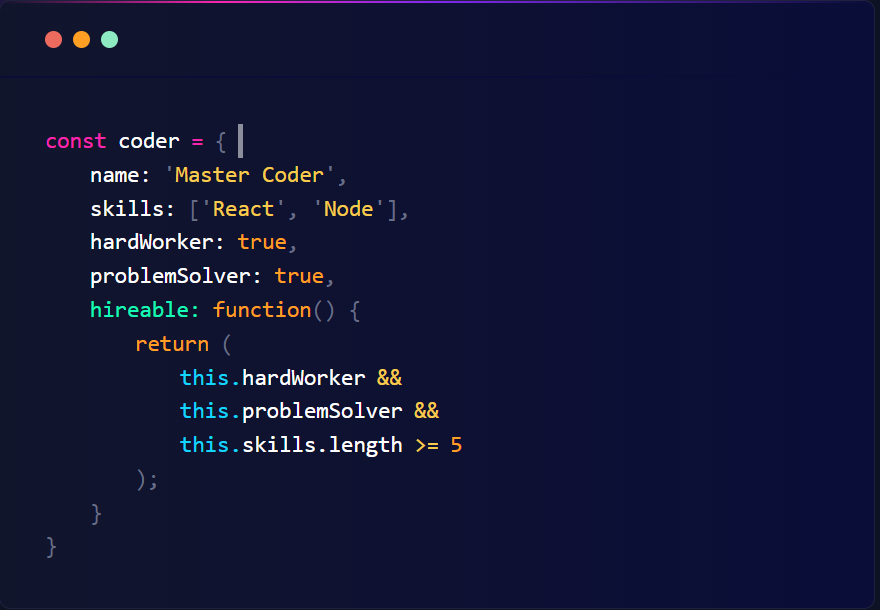 const coder = {
name: 'Master Coder',
skills: ['React', 'Node'],
hardWorker: true,
problemSolver: true,
hireable: function() {
return (
this.hardWorker &&
this.problemSolver &&
this.skills.length >= 5
);
}
}